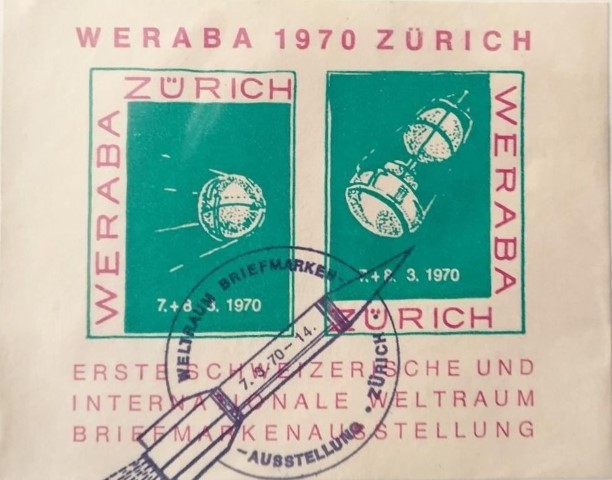 WERABA 1970 ZÜRICH
ZÜRICH
WERABA
7.+8. 3. 1970
WERABA
7.+8. 3. 1970
ZÜRICH
ERSTE SCHWEIZERISCHE UND
INTERNATIONALE WELTRAUM
BRIEFMARKENAUSSTELLUNG
WELTRAUM BRIEFMARKEN-
-AUSSTELLUNG • ZÜRICH •
7.3.70-14.